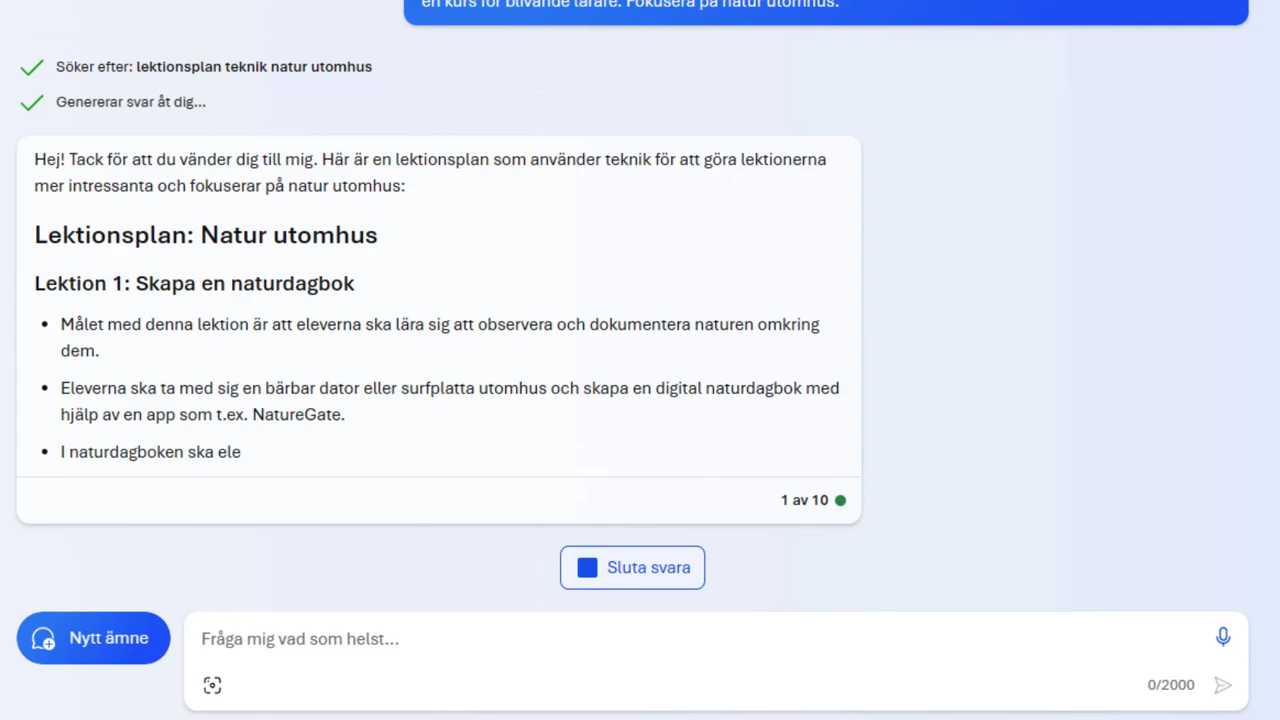 en kurs för blivande lärare. Fokusera på natur utomhus.
Söker efter: lektionsplan teknik natur utomhus
Genererar svar åt dig...
Hej! Tack för att du vänder dig till mig. Här är en lektionsplan som använder teknik för att göra lektionerna
mer intressanta och fokuserar på natur utomhus:
Lektionsplan: Natur utomhus
Lektion 1: Skapa en naturdagbok
• Målet med denna lektion är att eleverna ska lära sig att observera och dokumentera naturen omkring
dem.
• Eleverna ska ta med sig en bärbar dator eller surfplatta utomhus och skapa en digital naturdagbok med
hjälp av en app som t.ex. NatureGate.
• I naturdagboken ska ele
1 av 10
Sluta svara
Nytt ämne
Fråga mig vad som helst...
0/2000